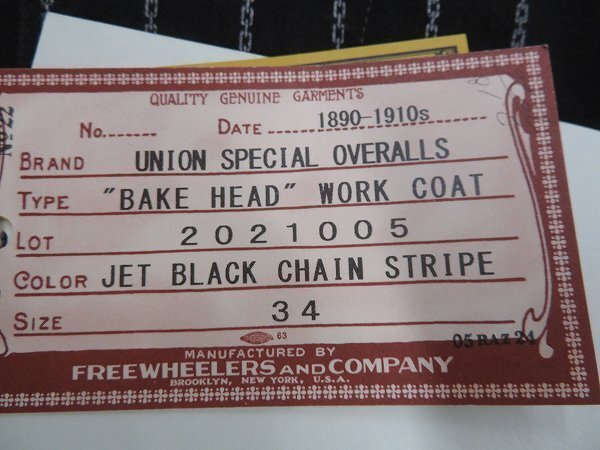 QUALITY GENUINE GARMENTS
No....... DATE 1890-1910s
BRAND UNION SPECIAL OVERALLS
TYPE "BAKE HEAD" WORK COAT
LOT 2021005
COLOR JET BLACK CHAIN STRIPE
SIZE 34
63
05 RAZ 24
MANUFACTURED BY
FREEWHEELERS AND COMPANY
BROOKLYN, NEW YORK, U.S.A.